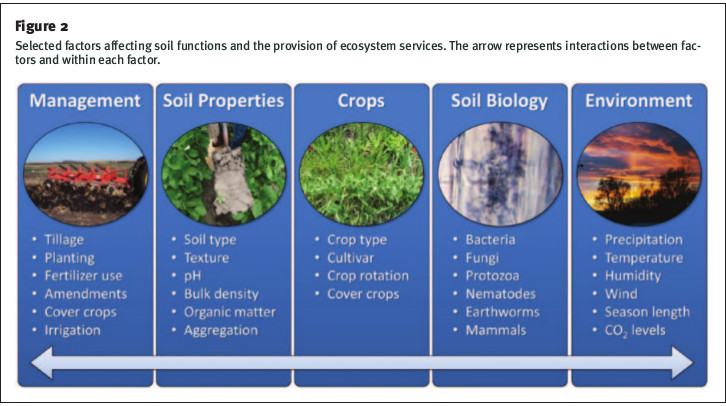 Figure 2
Selected factors affecting soil functions and the provision of ecosystem services. The arrow represents interactions between fac-
tors and within each factor.
Management
Tillage
Planting
Fertilizer use
Amendments
Cover crops
Irrigation
Soil Properties
Soil type
Texture
pH
Bulk density
Organic matter
Aggregation
Crops
Crop type
Cultivar
Crop rotation
Cover crops
Soil Biology
Bacteria
Fungi
Protozoa
Nematodes
Earthworms
Mammals
Environment
Precipitation
Temperature
Humidity
Wind
Season length
CO₂ levels